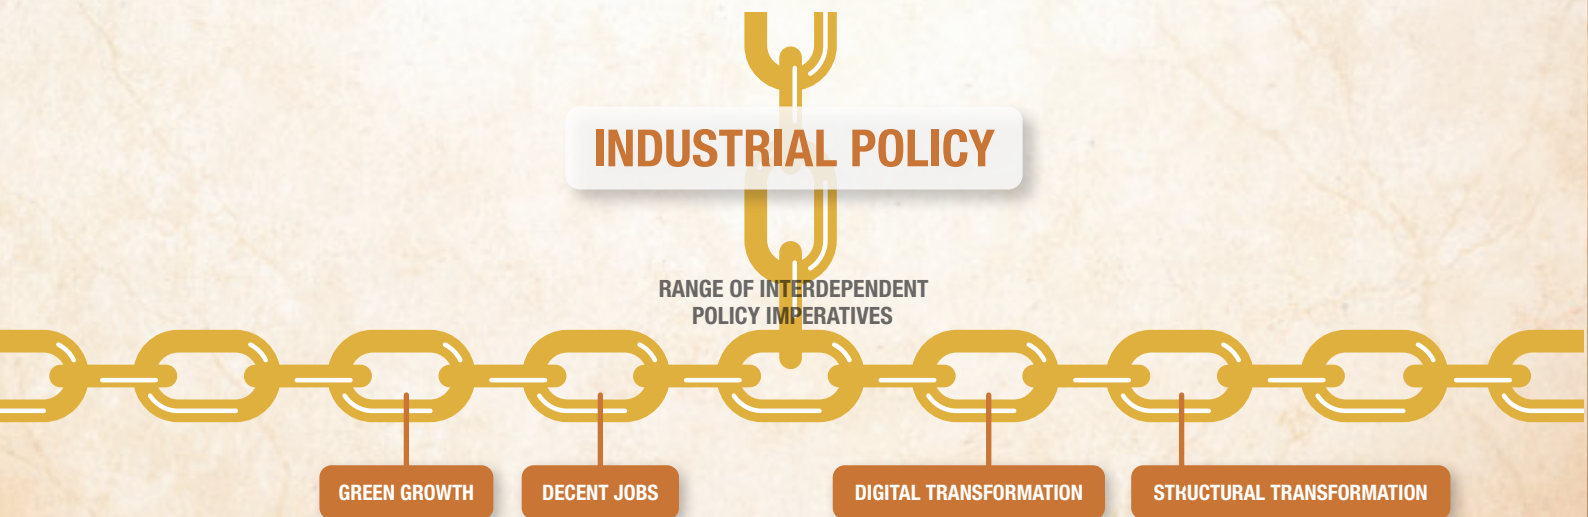 INDUSTRIAL POLICY
RANGE OF INTERDEPENDENT
POLICY IMPERATIVES
GREEN GROWTH
DECENT JOBS
DIGITAL TRANSFORMATION
STRUCTURAL TRANSFORMATION